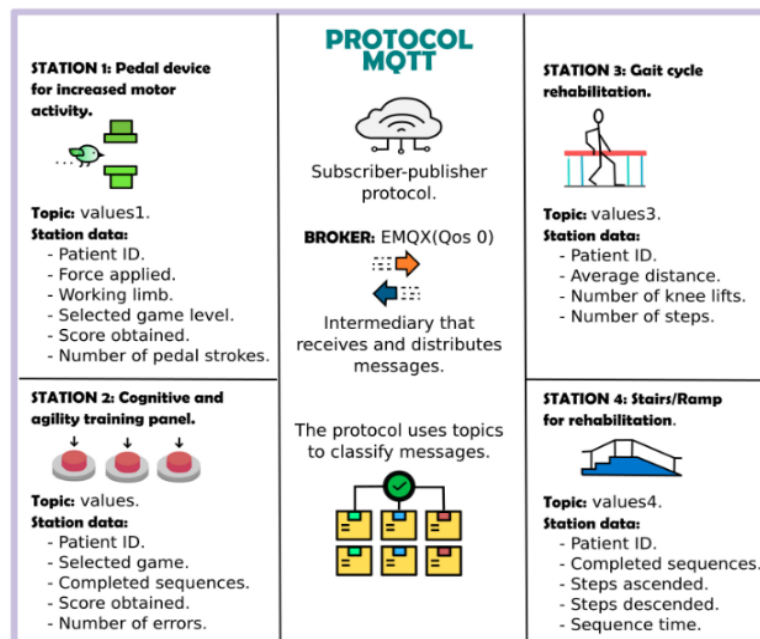 STATION 1: Pedal device
for increased motor
activity.
Topic: values1.
Station data:
- Patient ID.
- Force applied.
- Working limb.
- Selected game level.
- Score obtained.
- Number of pedal strokes.
STATION 2: Cognitive and
agility training panel.
Topic: values.
Station data:
- Patient ID.
- Selected game.
- Completed sequences.
- Score obtained.
- Number of errors.
PROTOCOL
MQTT
Subscriber-publisher
protocol.
BROKER: EMQX(Qos 0)
Intermediary that
receives and distributes
messages.
The protocol uses topics
to classify messages.
STATION 3: Gait cycle
rehabilitation.
Topic: values3.
Station data:
- Patient ID.
- Average distance.
- Number of knee lifts.
- Number of steps.
STATION 4: Stairs/Ramp
for rehabilitation.
Topic: values4.
Station data:
- Patient ID.
- Completed sequences.
- Steps ascended.
- Steps descended.
- Sequence time.